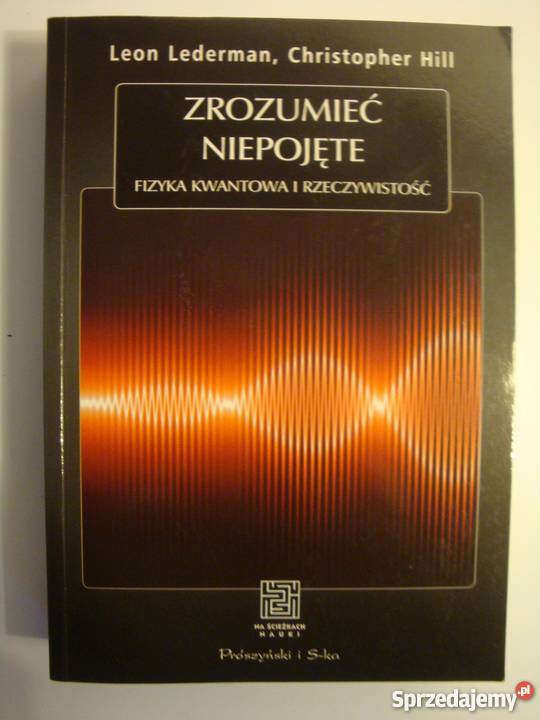 Leon Lederman, Christopher Hill
ZROZUMIEĆ
NIEPOJĘTE
FIZYKA KWANTOWA I RZECZYWISTOŚĆ
NA ŚCIEŻKACH
NAUKI
Prószyński i S-ka
Sprzedajemy.pl